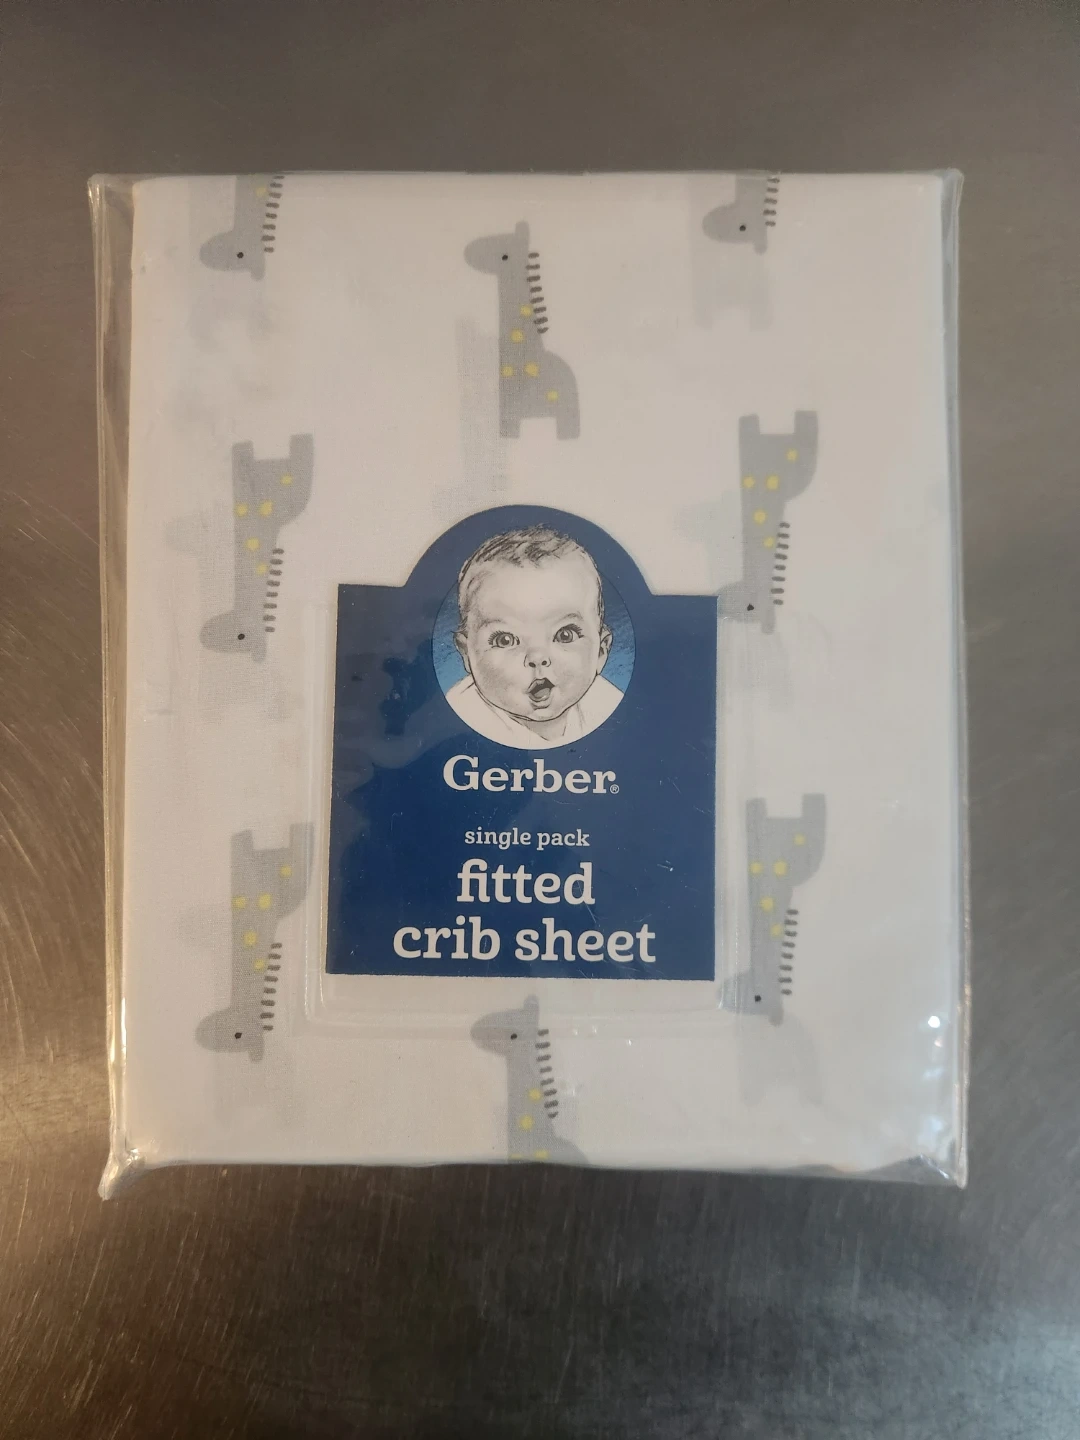 Gerber®
single pack
fitted
crib sheet